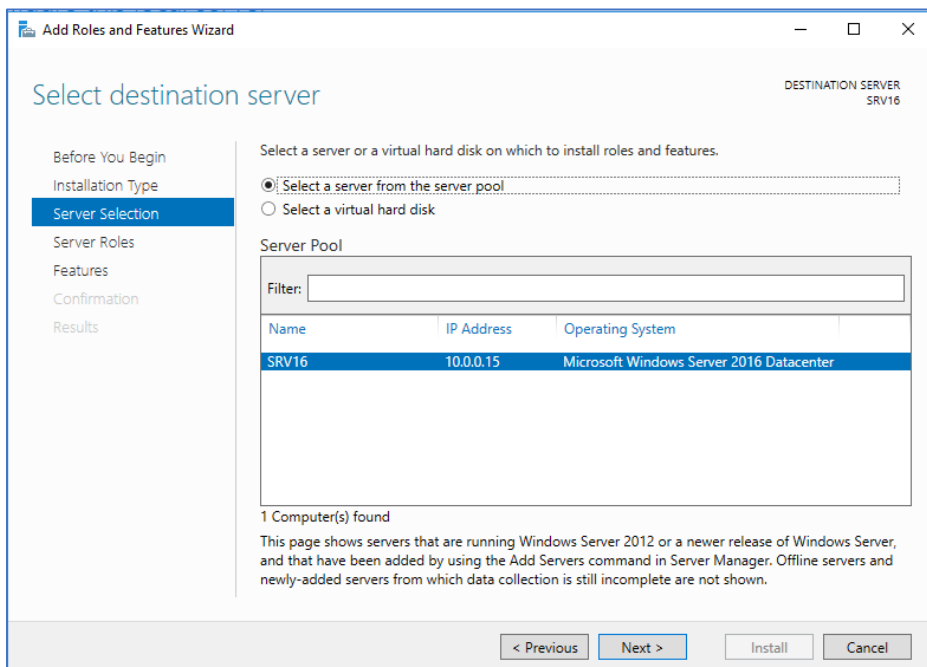 Add Roles and Features Wizard
Select destination server
DESTINATION SERVER
SRV16
Before You Begin
Installation Type
Server Selection
Server Roles
Features
Confirmation
Results
Select a server or a virtual hard disk on which to install roles and features.
Select a server from the server pool
Select a virtual hard disk
Server Pool
Filter:
Name IP Address Operating System
SRV16 10.0.0.15 Microsoft Windows Server 2016 Datacenter
1 Computer(s) found
This page shows servers that are running Windows Server 2012 or a newer release of Windows Server,
and that have been added by using the Add Servers command in Server Manager. Offline servers and
newly-added servers from which data collection is still incomplete are not shown.
< Previous Next > Install Cancel